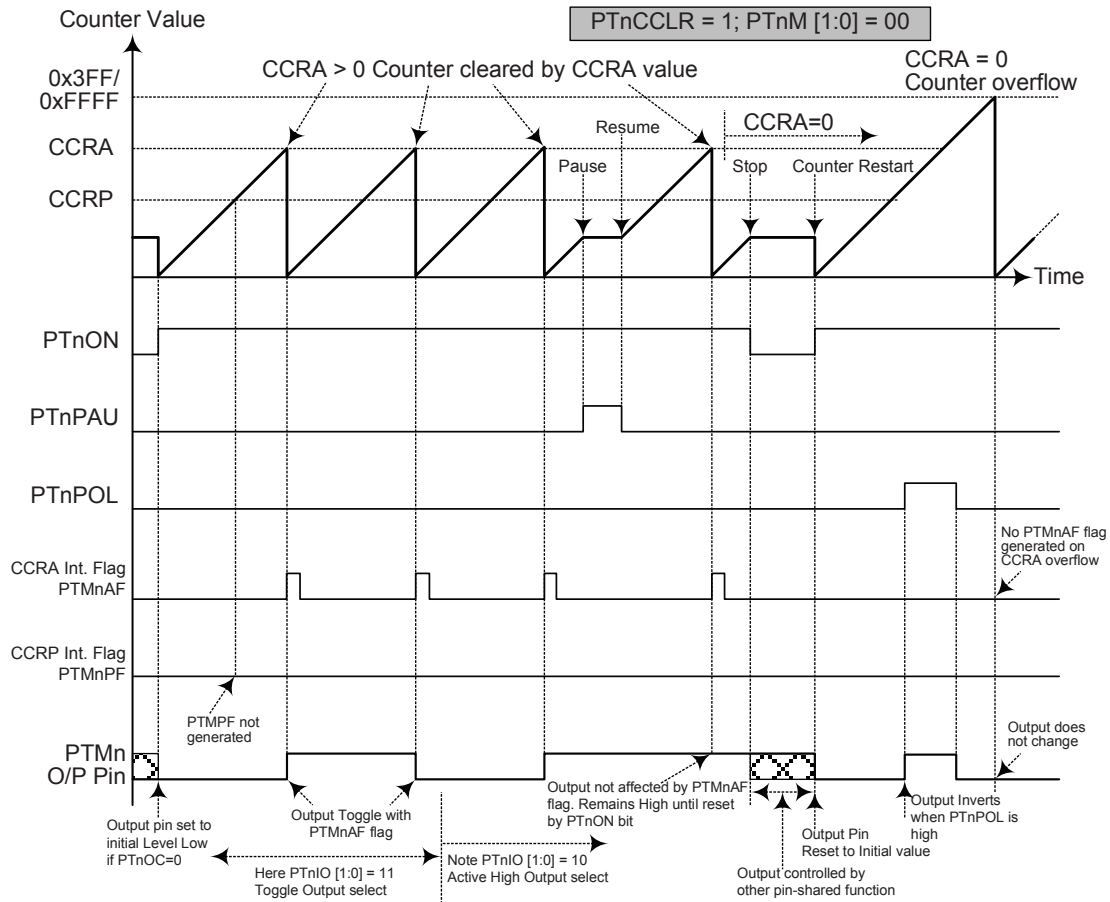 Counter Value
PTnCCLR = 1; PTnM [1:0] = 00
0x3FF/
0xFFFF
CCRA > 0 Counter cleared by CCRA value
CCRA = 0
Counter overflow
Resume
CCRA=0
CCRA
Pause
Stop
Counter Restart
CCRP
Time
PTnON
PTnPAU
PTnPOL
No PTMnAF flag
generated on
CCRA overflow
CCRA Int. Flag
PTMnAF
CCRP Int. Flag
PTMnPF
PTMPF not
generated
Output does
not change
PTMn
O/P Pin
Output pin set to
initial Level Low
if PTnOC=0
Output Toggle with
PTMnAF flag
Output not affected by PTMnAF
flag. Remains High until reset
by PTnON bit
Output Inverts
when PTnPOL is
high
Output Pin
Reset to Initial value
Here PTnIO [1:0] = 11
Toggle Output select
Note PTnIO [1:0] = 10
Active High Output select
Output controlled by
other pin-shared function